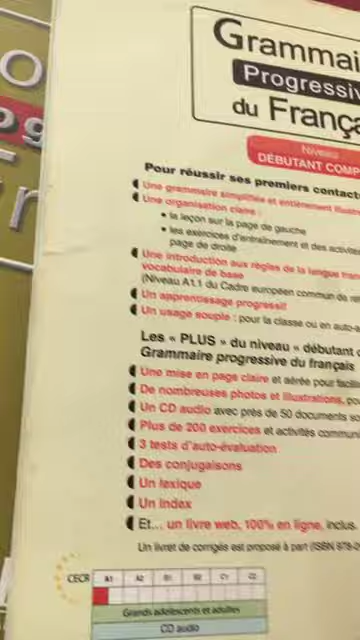 Grammai
Progressiv
du França
Niveau
DÉBUTANT COMP
Pour réussir ses premiers contact
Une grammaire simplifiée et entièrement illust
Une organisation claire :
• la leçon sur la page de gauche
• les exercices d'entraînement et des activités
page de droite
Une introduction aux règles de la langue fran
vocabulaire de base
(Niveau A1.1 du Cadre européen commun de
Un apprentissage progressif
Un usage souple : pour la classe ou en auto-a
Les « PLUS » du niveau « débutant c
Grammaire progressive du français
Une mise en page claire et aérée pour facili
De nombreuses photos et illustrations, po
Un CD audio avec près de 50 documents so
Plus de 200 exercices et activités communi
3 tests d'auto-évaluation
Des conjugaisons
Un lexique
Un index
Et... un livre web, 100% en ligne, inclus.
Un livret de corrigés est proposé à part (ISBN 978-0
CECR A1 A2 B1 B2 C1 C2
Grands adolescents et adultes
CD audio